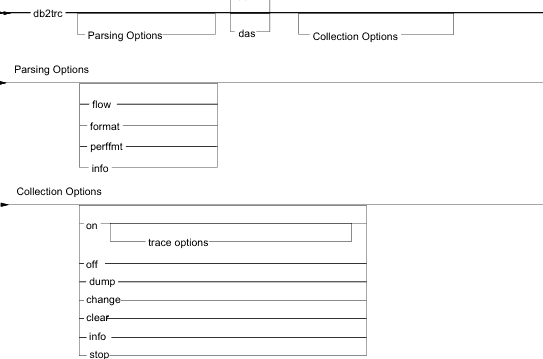 db2trc
Parsing Options
das
Collection Options
Parsing Options
flow
format
perffmt
info
Collection Options
on
trace options
off
dump
change
clear
info
stop